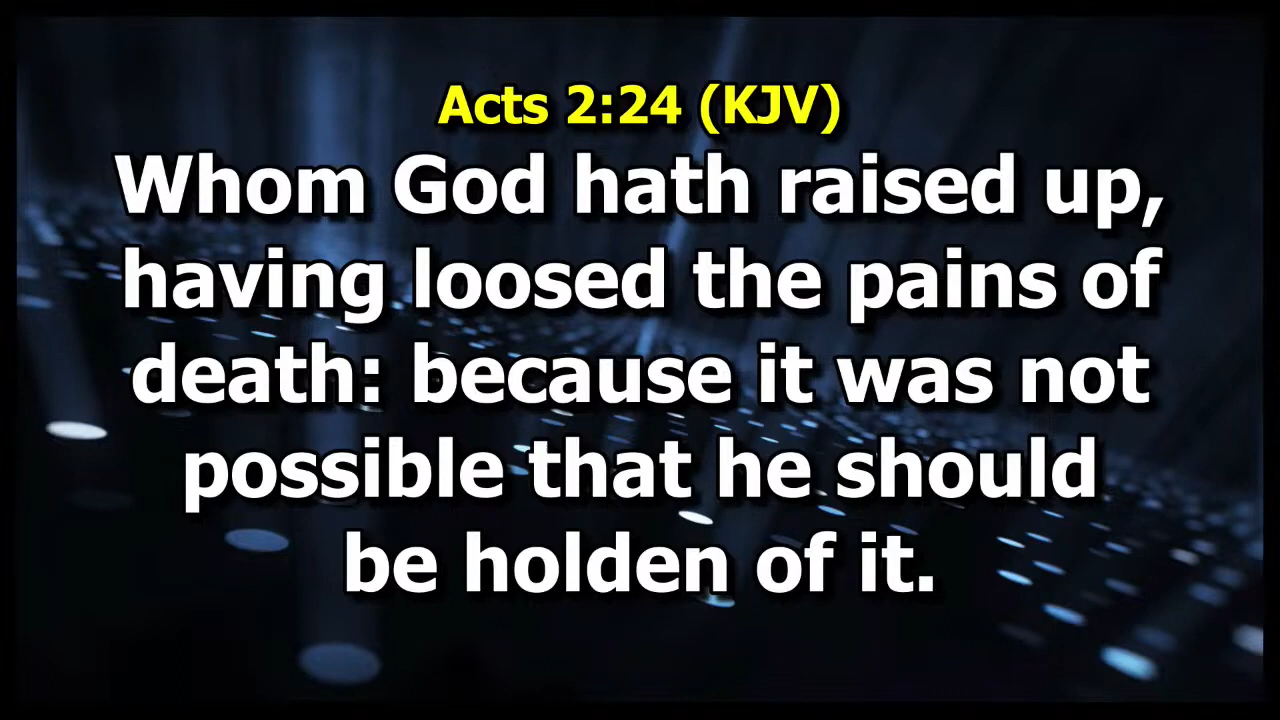 Acts 2:24 (KJV)
Whom God hath raised up,
having loosed the pains of
death: because it was not
possible that he should
be holden of it.